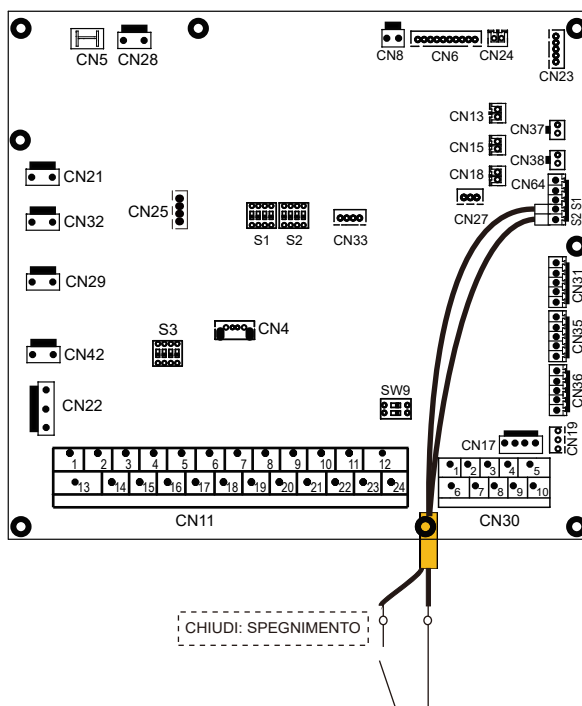 CN5
CN28
CN8
CN6
CN24
CN23
CN13
CN37
CN15
CN38
CN18
CN64
CN21
CN25
CN32
S1
S2
CN33
CN27
S2 S1
CN29
CN31
S3
CN4
CN35
CN42
CN22
SW9
CN36
CN17
CN19
1 2 3 4 5 6 7 8 9 10 11 12
13 14 15 16 17 18 19 20 21 22 23 24
1 2 3 4 5
6 7 8 9 10
CN11
CN30
CHIUDI: SPEGNIMENTO